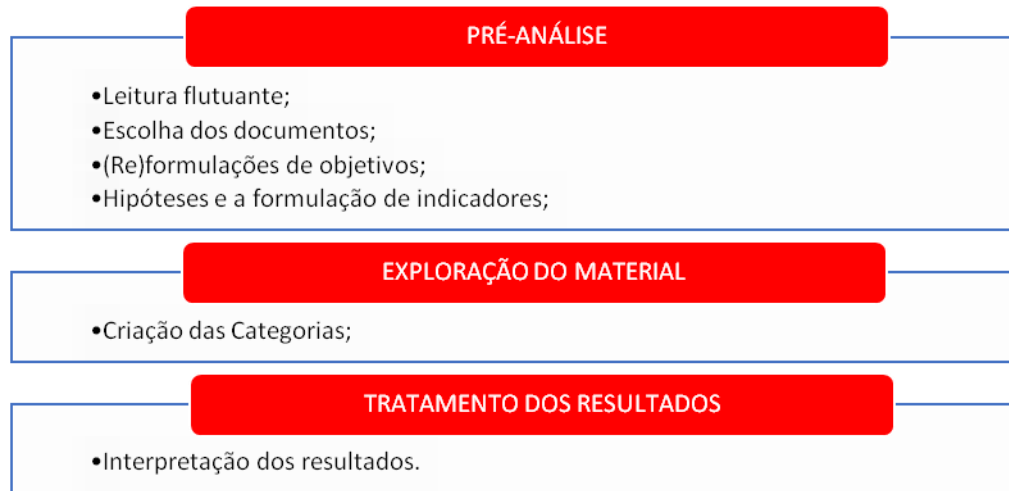 PRÉ-ANÁLISE
•Leitura flutuante;
•Escolha dos documentos;
•(Re)formulações de objetivos;
•Hipóteses e a formulação de indicadores;
EXPLORAÇÃO DO MATERIAL
•Criação das Categorias;
TRATAMENTO DOS RESULTADOS
•Interpretação dos resultados.